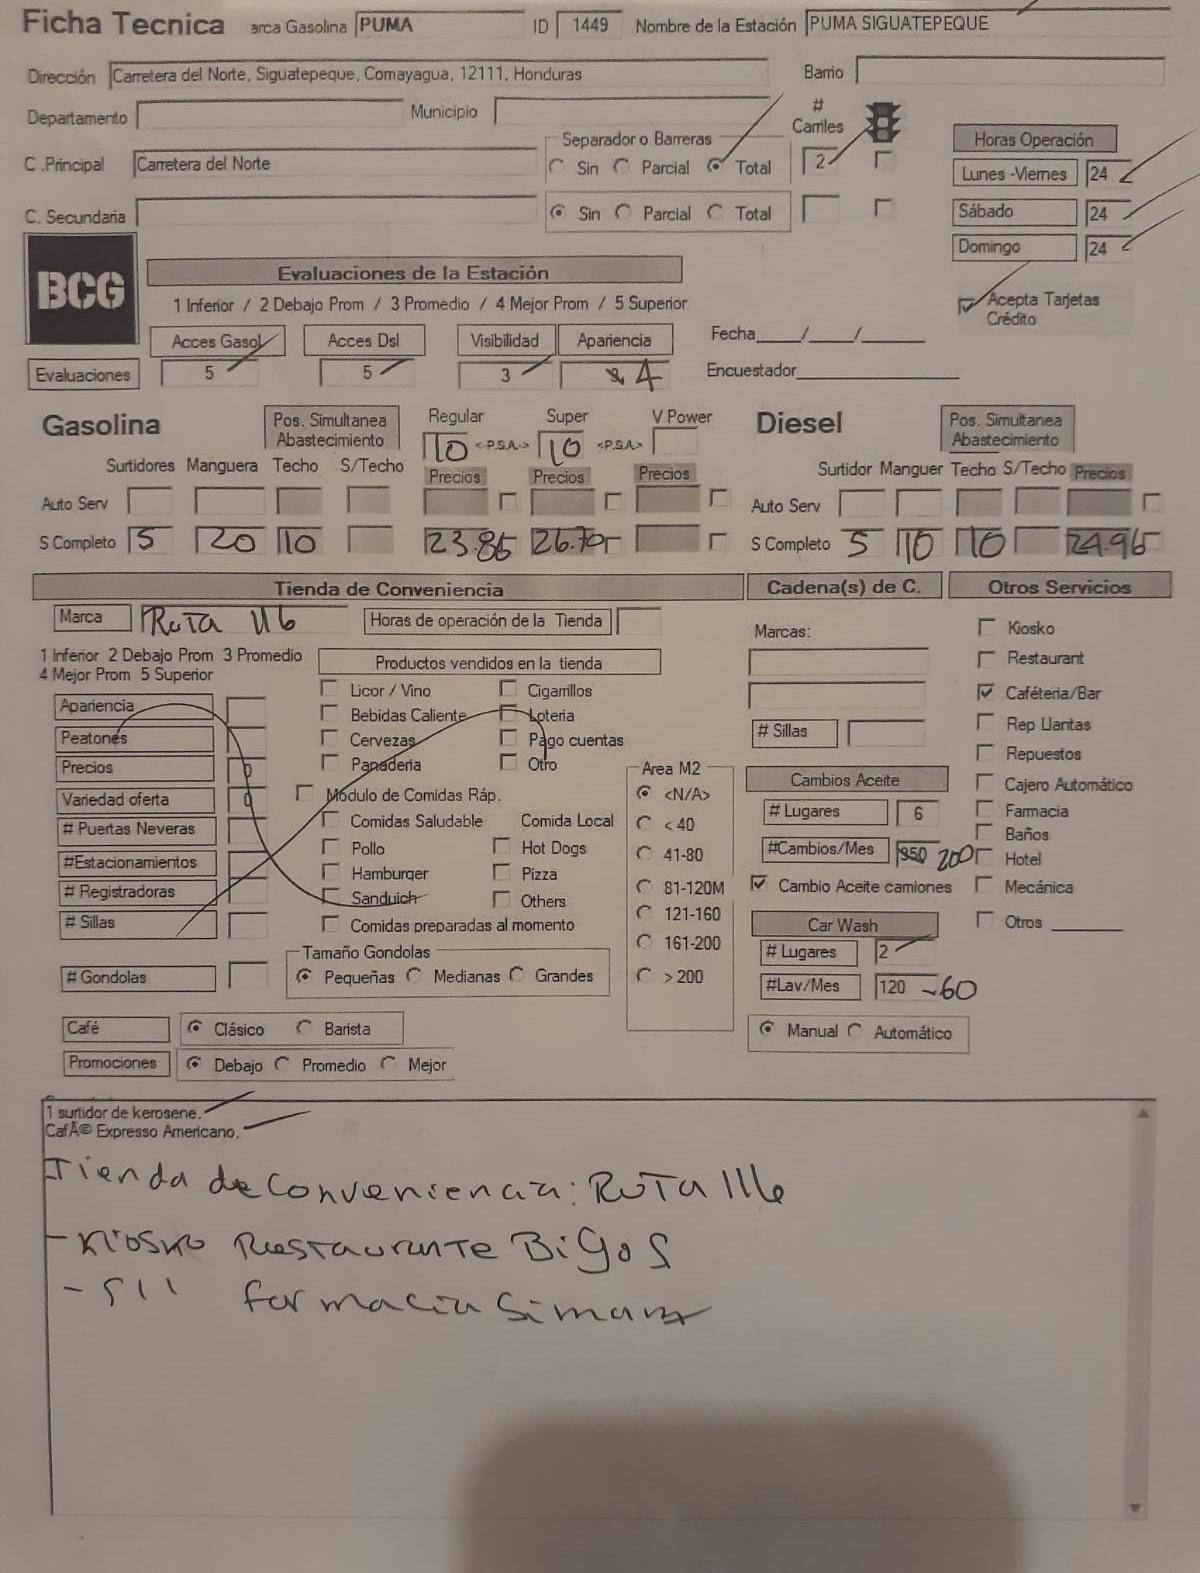 Ficha Tecnica arca Gasolina PUMA ID 1449 Nombre de la Estación PUMA SIGUATEPEQUE
Dirección Carretera del Norte, Siguatepeque, Comayagua, 12111, Honduras Barrio
Departamento Municipio # Carriles
Separador o Barreras
Horas Operación
C .Principal Carretera del Norte Sin Parcial Total 2
Lunes -Viernes 24
C. Secundaria Sin Parcial Total
Sábado 24
Domingo 24
BCG
Evaluaciones de la Estación
1 Inferior / 2 Debajo Prom / 3 Promedio / 4 Mejor Prom / 5 Superior
Acepta Tarjetas Crédito
Acces Gasol Acces Dsl Visibilidad Apariencia Fecha___/___/___
Evaluaciones 5 5 3 4 Encuestador
Gasolina Pos. Simultanea Abastecimiento Regular Super V Power Diesel Pos. Simultanea Abastecimiento
10 <-P.S.A.-> 10 <-P.S.A>
Surtidores Manguera Techo S/Techo Precios Precios Precios Surtidor Manguer Techo S/Techo Precios
Auto Serv Auto Serv
S Completo 5 20 10 23.85 26.70 S Completo 5 10 10 24.95
Tienda de Conveniencia Cadena(s) de C. Otros Servicios
Marca RUTA 116 Horas de operación de la Tienda Marcas: Kiosko
1 Inferior 2 Debajo Prom 3 Promedio
4 Mejor Prom 5 Superior
Productos vendidos en la tienda Restaurant
Apariencia Licor / Vino Cigarrillos Caféteria/Bar
Peatones Bebidas Caliente Loteria # Sillas Rep Llantas
Precios 0 Cervezas Pago cuentas Repuestos
Panaderia Otro Area M2 Cambios Aceite Cajero Automático
Variedad oferta 0 Módulo de Comidas Ráp. <N/A> # Lugares 6 Farmacia
# Puertas Neveras Comidas Saludable Comida Local < 40 Baños
#Estacionamientos Pollo Hot Dogs 41-80 #Cambios/Mes 350 200 Hotel
# Registradoras Hamburger Pizza 81-120M Cambio Aceite camiones Mecánica
# Sillas Sanduich Others 121-160 Car Wash Otros
Comidas preparadas al momento 161-200 # Lugares 2
Tamaño Gondolas
# Gondolas Pequeñas Medianas Grandes > 200 #Lav/Mes 120 60
Café Clásico Barista Manual Automático
Promociones Debajo Promedio Mejor
1 surtidor de kerosene.
CafÃ© Expresso Americano.
Tienda de Conveniencia: RUTA 116
- Kiosko Restaurante Bigos
- farmacia Siman